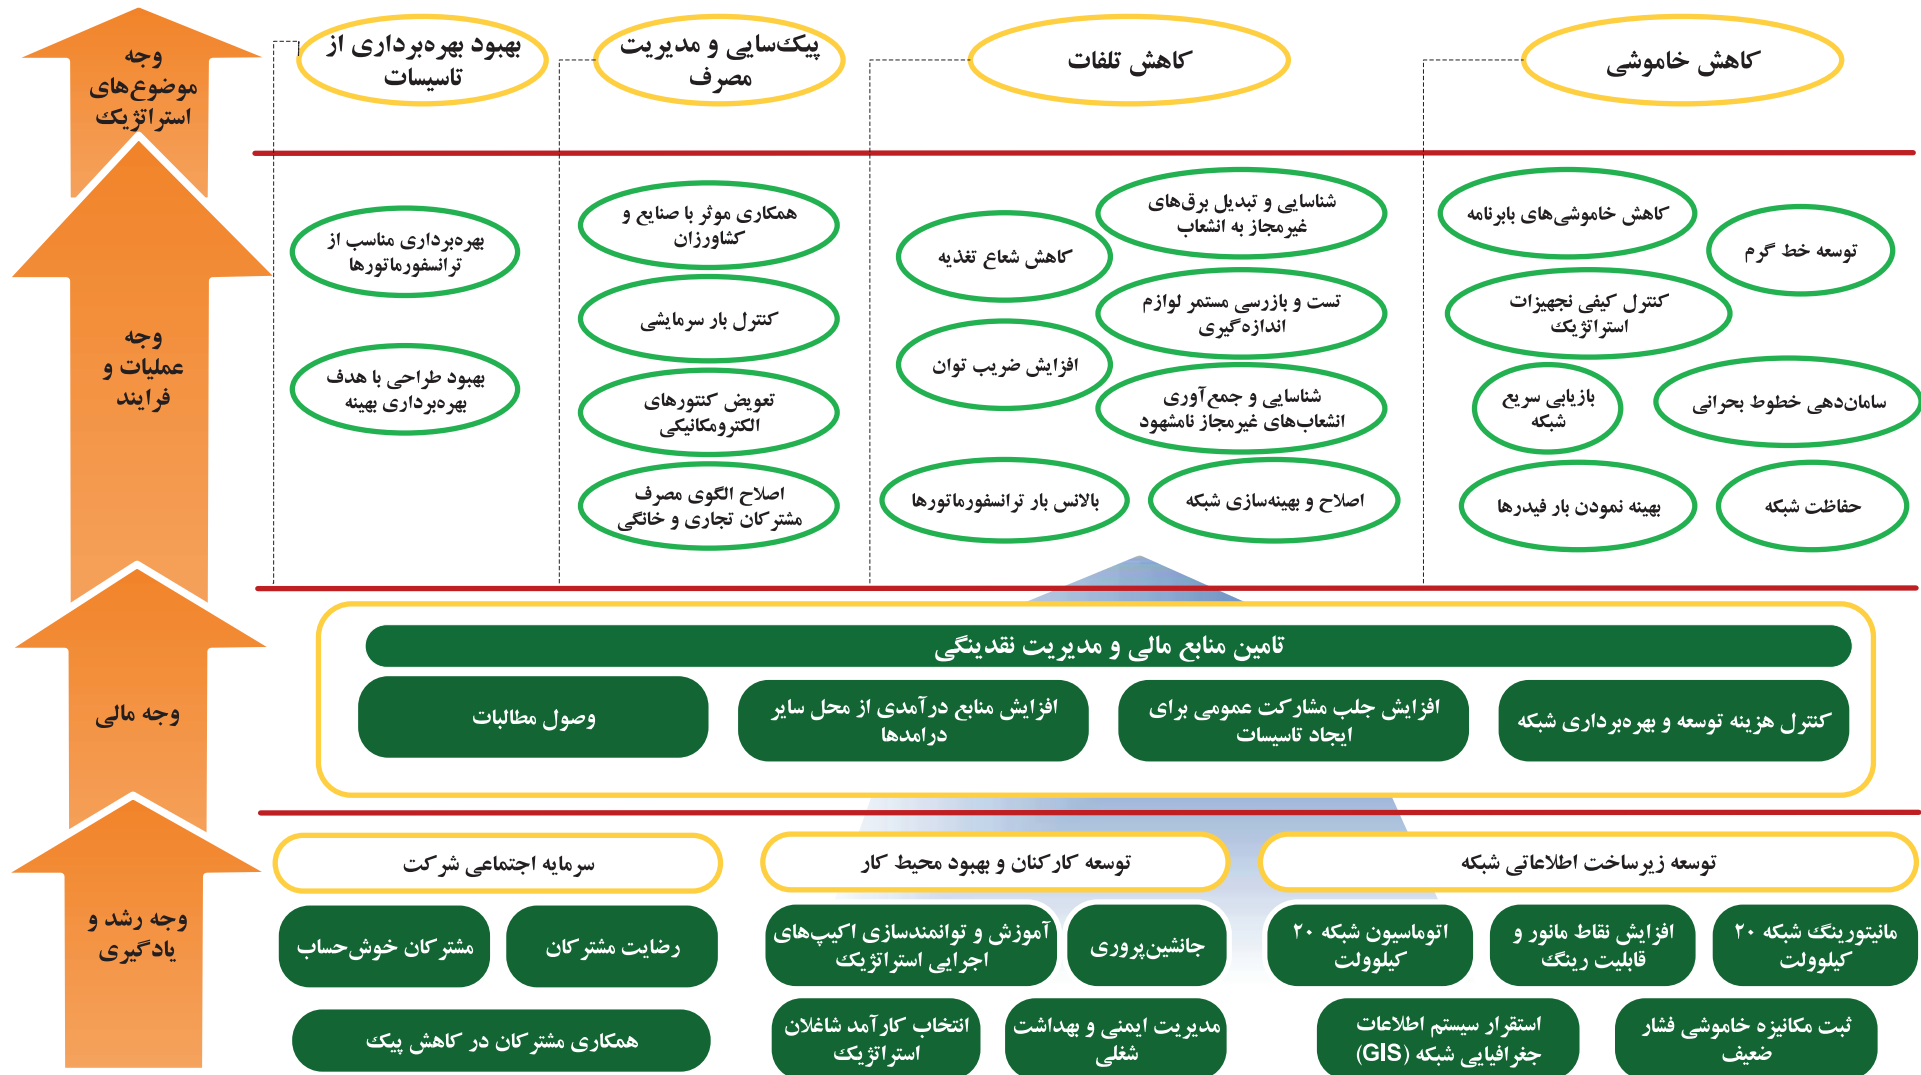 وجه
موضوع‌های
استراتژیک
کاهش خاموشی
کاهش تلفات
پیک‌سایی و مدیریت
مصرف
بهبود بهره‌برداری از
تاسیسات
وجه
عملیات و
فرایند
کاهش خاموشی‌های بابرنامه
توسعه خط گرم
کنترل کیفی نجهیزات
استراتژیک
سامان‌دهی خطوط بحرانی
بازیابی سریع
شبکه
حفاظت شبکه
بهینه نمودن بار فیدرها
شناسایی و تبدیل برق‌های
غیرمجاز به انشعاب
کاهش شعاع تغذیه
تست و بازرسی مستمر لوازم
اندازه‌گیری
افزایش ضریب توان
شناسایی و جمع‌آوری
انشعاب‌های غیرمجاز نامشهود
اصلاح و بهینه‌سازی شبکه
بالانس بار ترانسفورماتورها
همکاری موثر با صنایع و
کشاورزان
کنترل بار سرمایشی
تعویض کنتورهای
الکترومکانیکی
اصلاح الگوی مصرف
مشترکان تجاری و خانگی
بهره‌برداری مناسب از
ترانسفورماتورها
بهبود طراحی با هدف
بهره‌برداری بهینه
وجه مالی
تامین منابع مالی و مدیریت نقدینگی
کنترل هزینه توسعه و بهره‌برداری شبکه
افزایش جلب مشارکت عمومی برای
ایجاد تاسیسات
افزایش منابع درآمدی از محل سایر
درامدها
وصول مطالبات
وجه رشد و
یادگیری
توسعه زیرساخت اطلاعاتی شبکه
مانیتورینگ شبکه ۲۰
کیلوولت
افزایش نقاط مانور و
قابلیت رینگ
اتوماسیون شبکه ۲۰
کیلوولت
ثبت مکانیزه خاموشی فشار
ضعیف
استقرار سیستم اطلاعات
جغرافیایی شبکه (GIS)
توسعه کارکنان و بهبود محیط کار
جانشین‌پروری
آموزش و توانمندسازی اکیپ‌های
اجرایی استراتژیک
مدیریت ایمنی و بهداشت
شغلی
انتخاب کارآمد شاغلان
استراتژیک
سرمایه اجتماعی شرکت
رضایت مشترکان
مشترکان خوش‌حساب
همکاری مشترکان در کاهش پیک